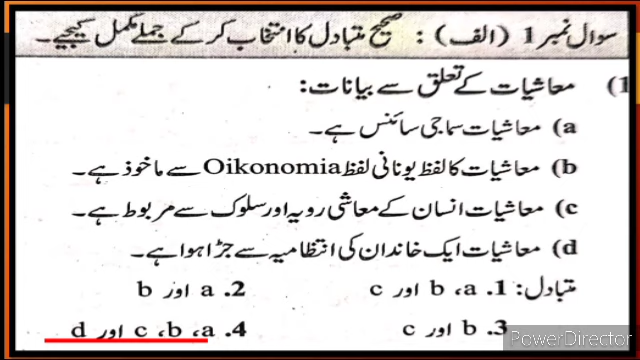 سوال نمبر 1 (الف) : صحیح متبادل کا انتخاب کر کے جملے مکمل کیجیے۔
1) معاشیات کے تعلق سے بیانات :
a) معاشیات سماجی سائنس ہے۔
b) معاشیات کا لفظ یونانی لفظ Oikonomia سے ماخوذ ہے۔
c) معاشیات انسان کے معاشی رویہ اور سلوک سے مربوط ہے۔
d) معاشیات ایک خاندان کی انتظامیہ سے جڑا ہوا ہے۔
متبادل : 1. a، b اور c 2. a اور b
3. b اور c 4. a، b، c اور d
PowerDirector